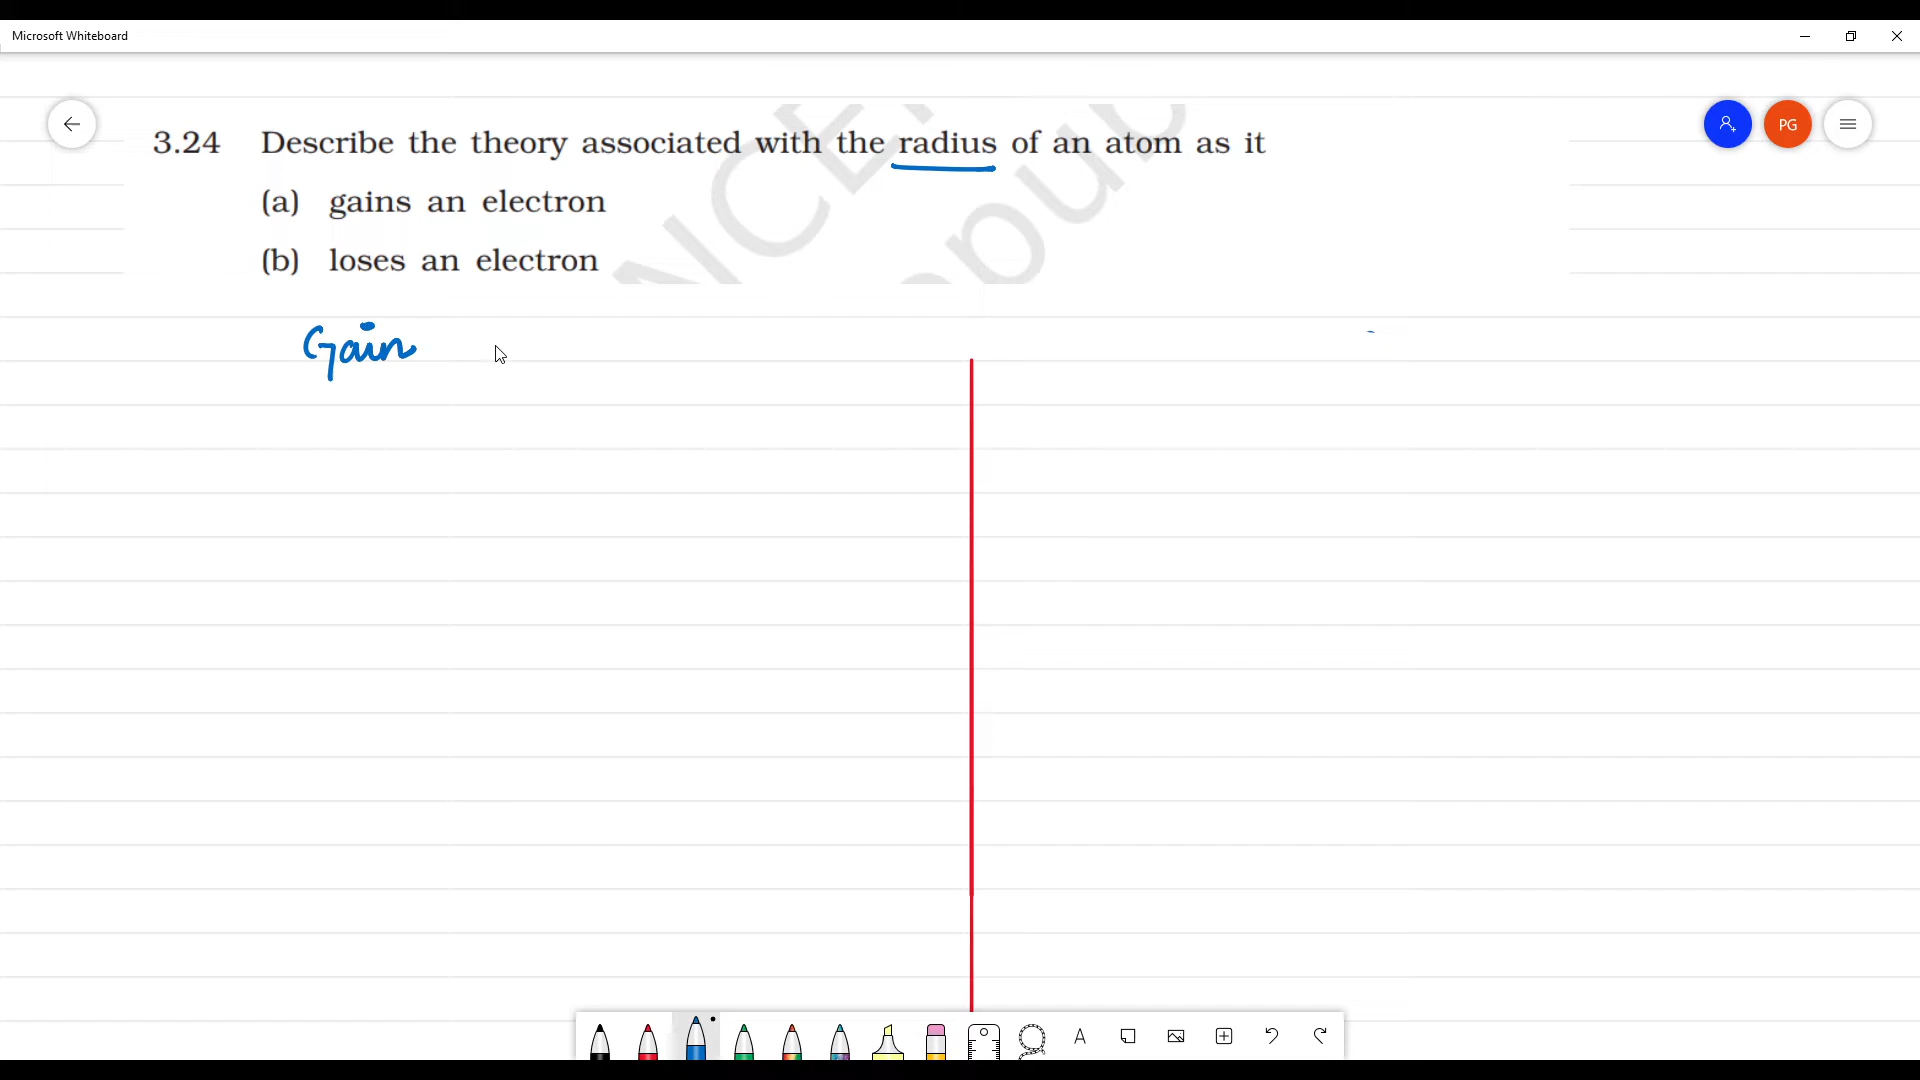 Microsoft Whiteboard
PG
3.24 Describe the theory associated with the radius of an atom as it
(a) gains an electron
(b) loses an electron
Gain
A